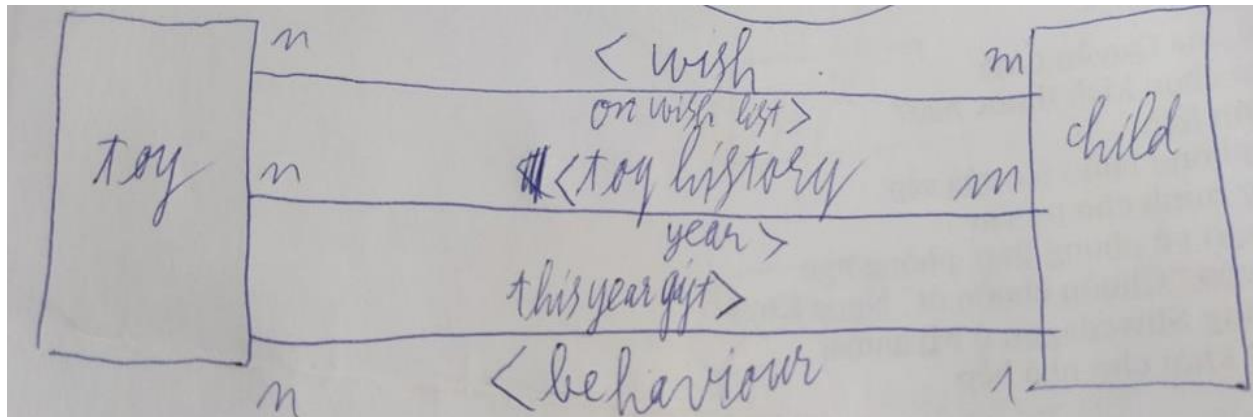 n < wish m
on wish list >
toy child
n < toy history m
year >
this year gift >
n < behaviour 1